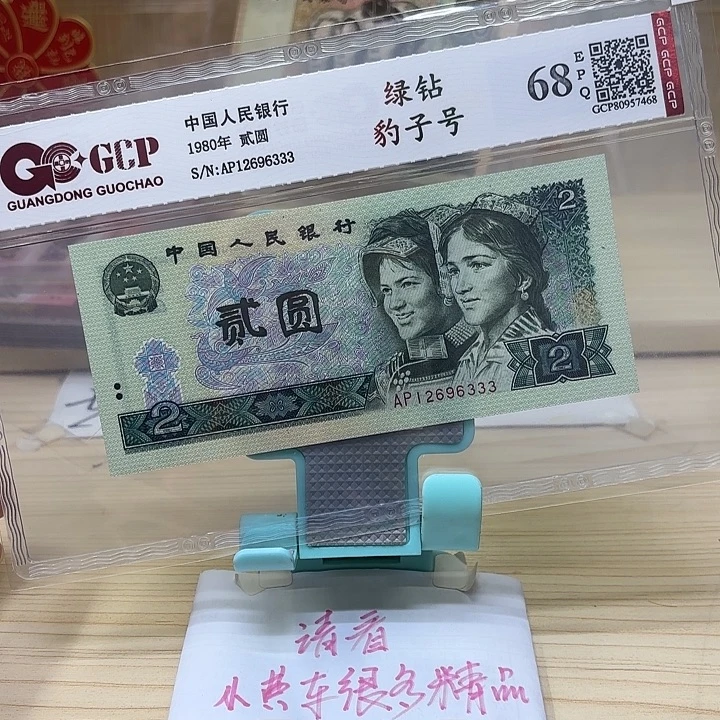 GCP
GUANGDONG GUOCHAO
中国人民银行
1980年 贰圆
S/N:AP12696333
绿钻
豹子号
68
EPQ
GCP80957468
GCP GCP GCP
中国人民银行
贰圆
2
2
2
AP12696333
请看
从共车很多精品